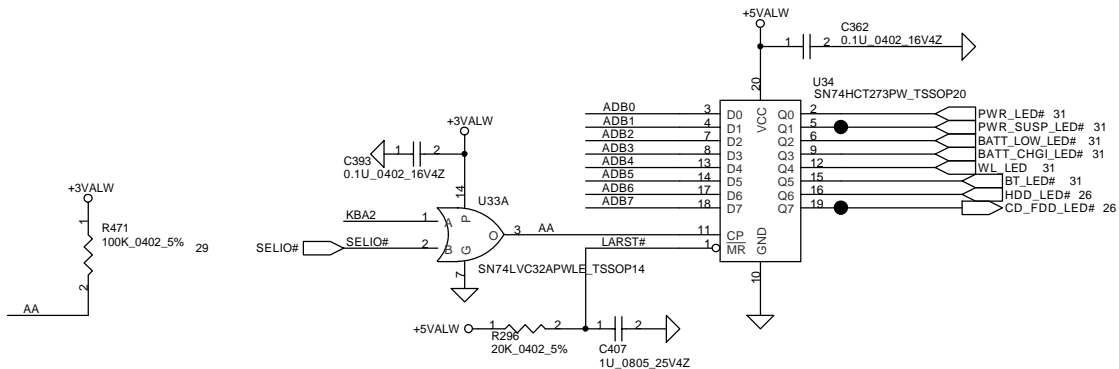 +5VALW
C362
1 2
0.1U_0402_16V4Z
20
U34
SN74HCT273PW_TSSOP20
VCC
ADB0 3 D0 Q0 2 PWR_LED# 31
ADB1 4 D1 Q1 5 PWR_SUSP_LED# 31
ADB2 7 D2 Q2 6 BATT_LOW_LED# 31
ADB3 8 D3 Q3 9 BATT_CHGI_LED# 31
ADB4 13 D4 Q4 12 WL_LED 31
ADB5 14 D5 Q5 15 BT_LED# 31
ADB6 17 D6 Q6 16 HDD_LED# 26
ADB7 18 D7 Q7 19 CD_FDD_LED# 26
11 CP
LARST# 1 MR
GND
10
+3VALW
1 2
C393
0.1U_0402_16V4Z
14
U33A
KBA2 1 A P
O 3 AA
29 SELIO# SELIO# 2 B G
7
SN74LVC32APWLE_TSSOP14
+3VALW
1
R471
100K_0402_5%
2
AA
+5VALW 1 2 1 2
R296
20K_0402_5%
C407
1U_0805_25V4Z